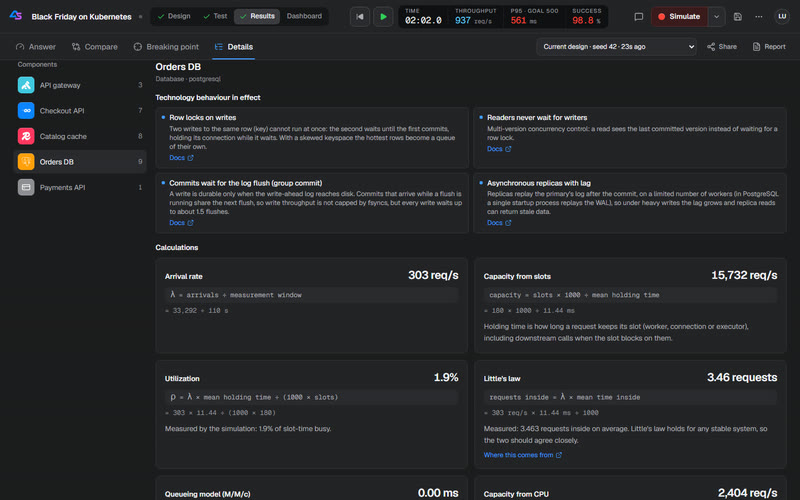 Black Friday on Kubernetes
Design
Test
Results
Dashboard
TIME
02:02.0
THROUGHPUT
937 req/s
P95 · GOAL 500
561 ms
SUCCESS
98.8 %
Simulate
LU
Answer
Compare
Breaking point
Details
Current design · seed 42 · 23s ago
Share
Report
Components
API gateway 3
Checkout API 7
Catalog cache 8
Orders DB 9
Payments API 1
Orders DB
Database · postgresql
Technology behaviour in effect
Row locks on writes
Two writes to the same row (key) cannot run at once: the second waits until the first commits,
holding its connection while it waits. With a skewed keyspace the hottest rows become a queue
of their own.
Docs
Readers never wait for writers
Multi-version concurrency control: a read sees the last committed version instead of waiting for a
row lock.
Docs
Commits wait for the log flush (group commit)
A write is durable only when the write-ahead log reaches disk. Commits that arrive while a flush is
running share the next flush, so write throughput is not capped by fsyncs, but every write waits up
to about 1.5 flushes.
Docs
Asynchronous replicas with lag
Replicas replay the primary's log after the commit, on a limited number of workers (in PostgreSQL
a single startup process replays the WAL), so under heavy writes the lag grows and replica reads
can return stale data.
Docs
Calculations
Arrival rate 303 req/s
λ = arrivals ÷ measurement window
= 33,292 ÷ 110 s
Capacity from slots 15,732 req/s
capacity = slots × 1000 ÷ mean holding time
= 180 × 1000 ÷ 11.44 ms
Holding time is how long a request keeps its slot (worker, connection or executor),
including downstream calls when the slot blocks on them.
Utilization 1.9%
ρ = λ × mean holding time ÷ (1000 × slots)
= 303 × 11.44 ÷ (1000 × 180)
Measured by the simulation: 1.9% of slot-time busy.
Little's law 3.46 requests
requests inside = λ × mean time inside
= 303 req/s × 11.44 ms ÷ 1000
Measured: 3.463 requests inside on average. Little's law holds for any stable system, so
the two should agree closely.
Where this comes from
Queueing model (M/M/c) 0.00 ms
Capacity from CPU 2,404 req/s